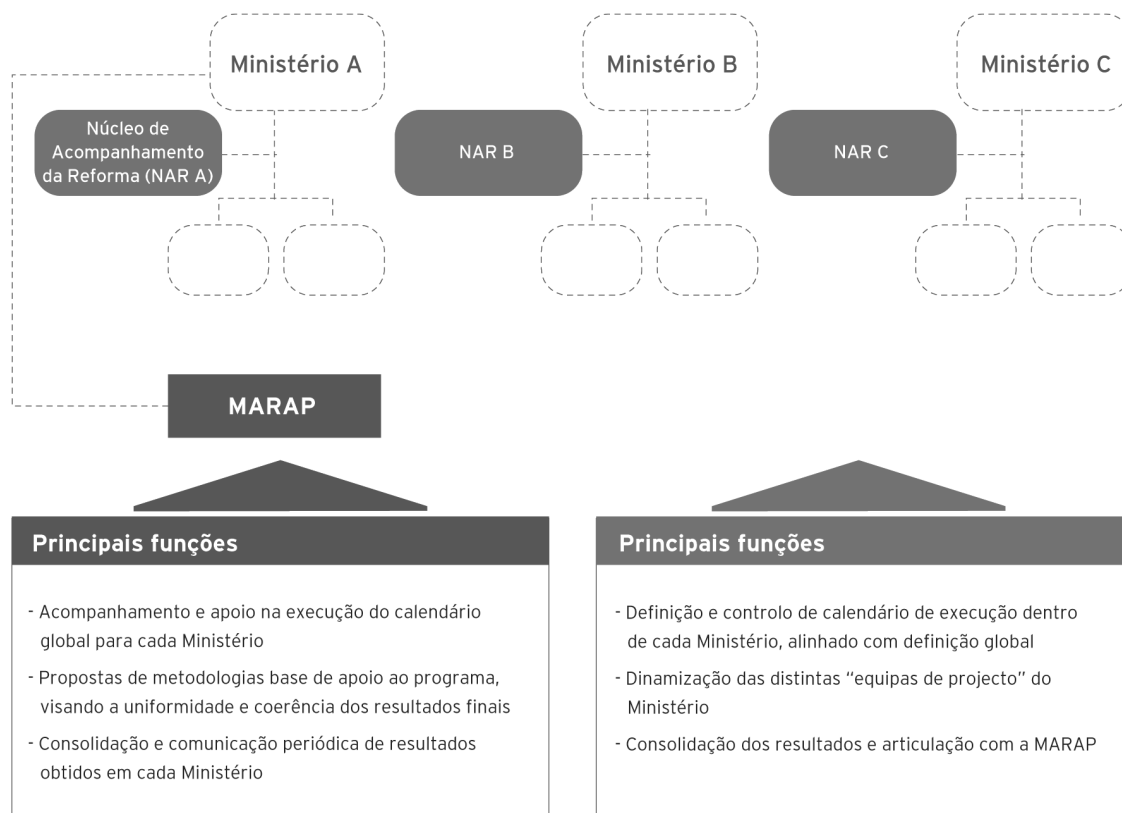 Ministério A
Ministério B
Ministério C
Núcleo de
Acompanhamento
da Reforma (NAR A)
NAR B
NAR C
MARAP
Principais funções
- Acompanhamento e apoio na execução do calendário
global para cada Ministério
- Propostas de metodologias base de apoio ao programa,
visando a uniformidade e coerência dos resultados finais
- Consolidação e comunicação periódica de resultados
obtidos em cada Ministério
Principais funções
- Definição e controlo de calendário de execução dentro
de cada Ministério, alinhado com definição global
- Dinamização das distintas “equipas de projecto” do
Ministério
- Consolidação dos resultados e articulação com a MARAP